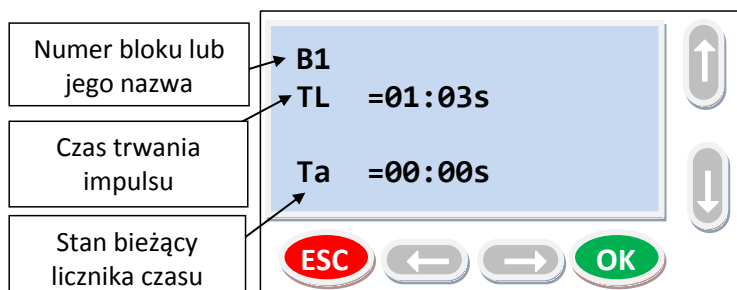 Numer bloku lub
jego nazwa
Czas trwania
impulsu
Stan bieżący
licznika czasu
B1
TL =01:03s
Ta =00:00s
ESC
OK